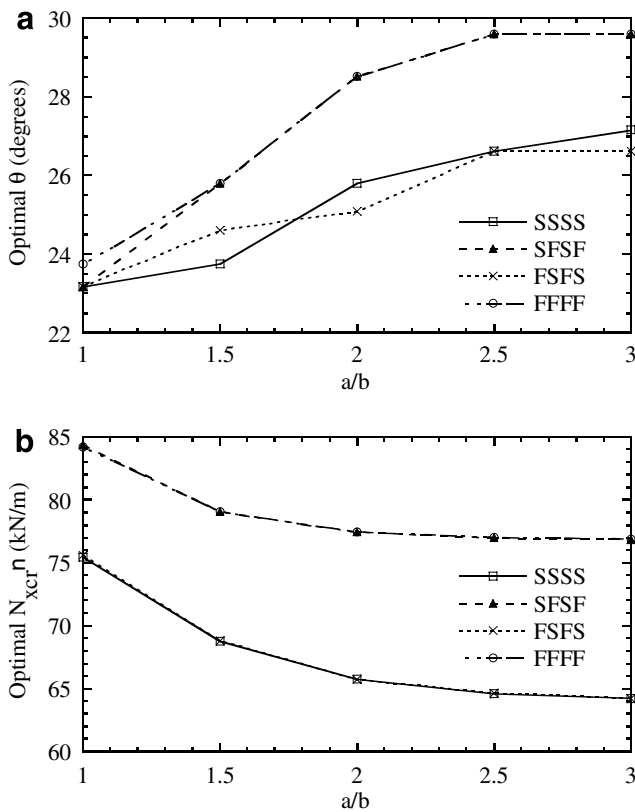 a
30
28
26
24
22
Optimal θ (degrees)
SSSS
SFSF
FSFS
FFFF
1 1.5 2 2.5 3
a/b
b
85
80
75
70
65
60
Optimal N_xcr n (kN/m)
SSSS
SFSF
FSFS
FFFF
1 1.5 2 2.5 3
a/b